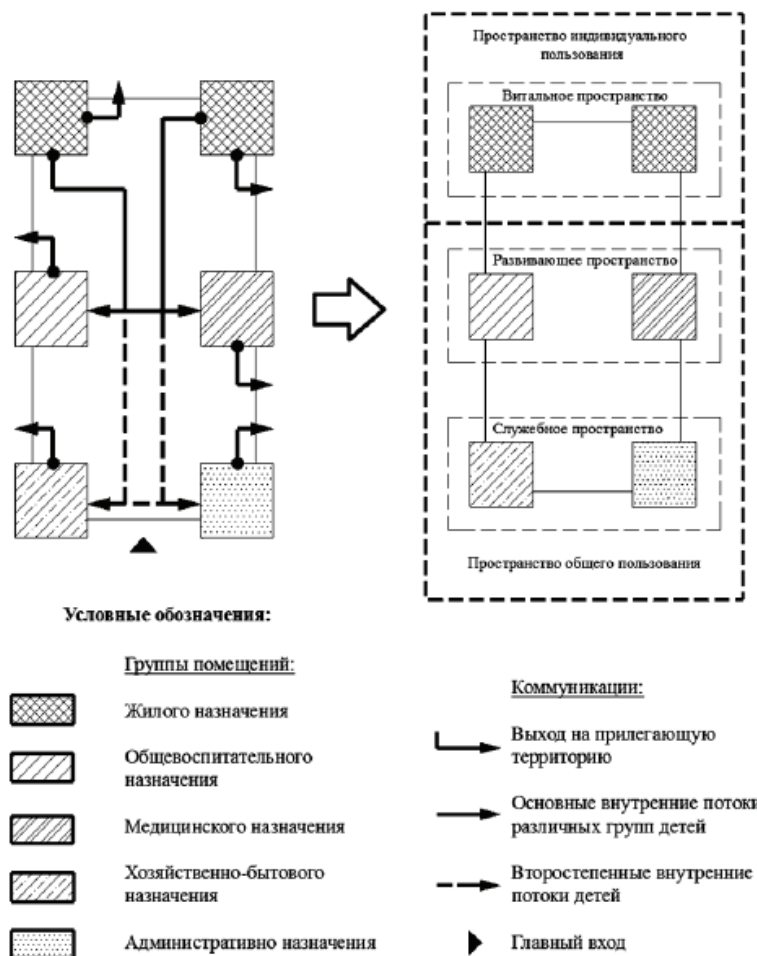 Пространство индивидуального
пользования
Витальное пространство
Развивающее пространство
Служебное пространство
Пространство общего пользования
Условные обозначения:
Группы помещений:
Жилого назначения
Общевоспитательного
назначения
Медицинского назначения
Хозяйственно-бытового
назначения
Административно назначения
Коммуникации:
Выход на прилегающую
территорию
Основные внутренние потоки
различных групп детей
Второстепенные внутренние
потоки детей
Главный вход